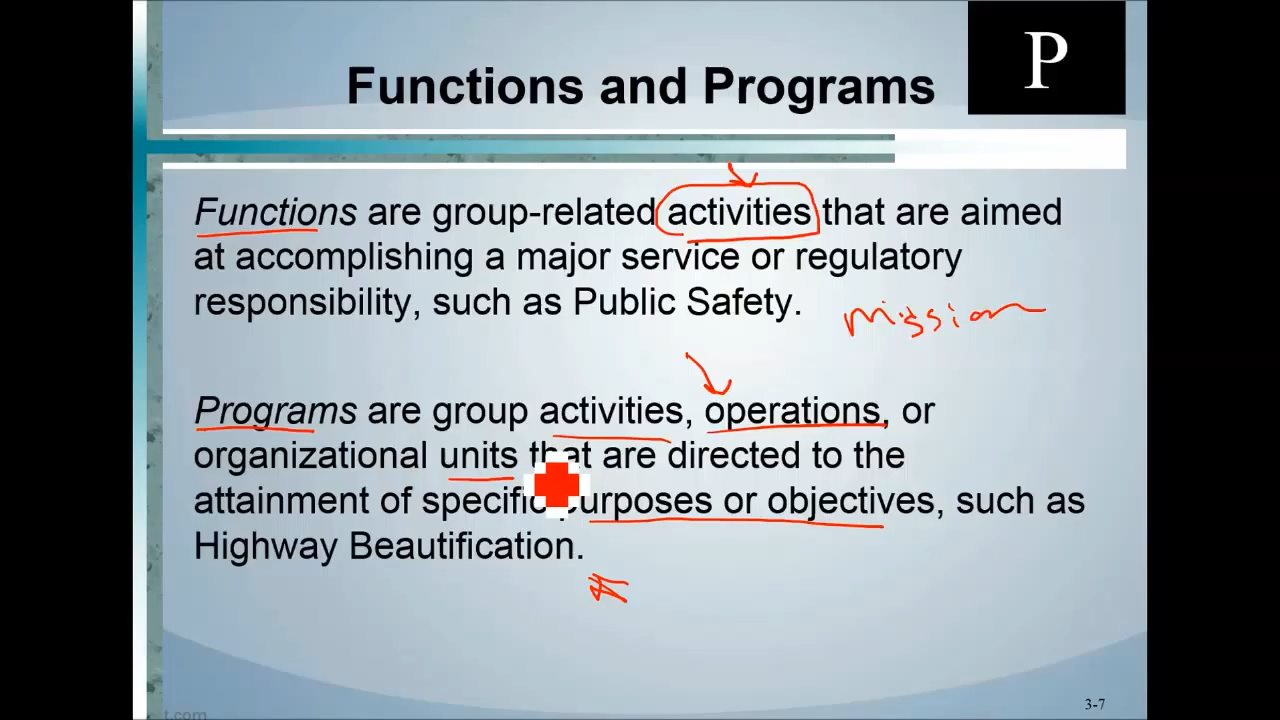 P
Functions and Programs
Functions are group-related activities that are aimed
at accomplishing a major service or regulatory
responsibility, such as Public Safety.
mission
Programs are group activities, operations, or
organizational units that are directed to the
attainment of specific purposes or objectives, such as
Highway Beautification.
3-7
t.com